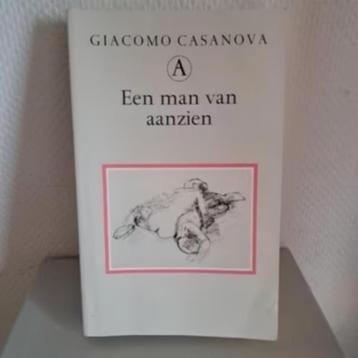 GIACOMO CASANOVA
A
Een man van
aanzien